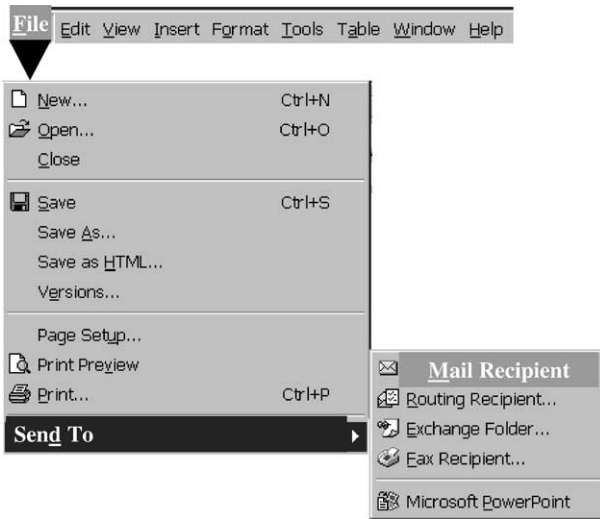 File Edit View Insert Format Tools Table Window Help
New... Ctrl+N
Open... Ctrl+O
Close
Save Ctrl+S
Save As...
Save as HTML...
Versions...
Page Setup...
Print Preview
Print... Ctrl+P
Send To
Mail Recipient
Routing Recipient...
Exchange Folder...
Fax Recipient...
Microsoft PowerPoint